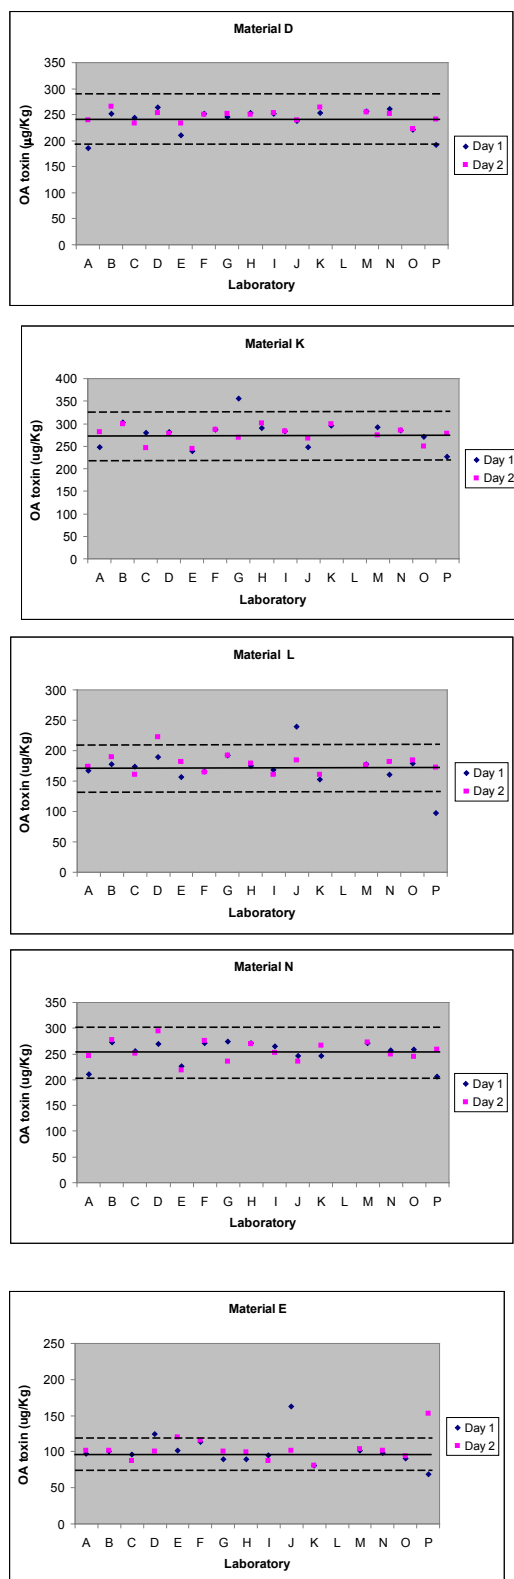 Material D
OA toxin (µg/Kg)
350
300
250
200
150
100
50
0
A B C D E F G H I J K L M N O P
Laboratory
Day 1
Day 2
Material K
OA toxin (ug/Kg)
400
350
300
250
200
150
100
50
0
A B C D E F G H I J K L M N O P
Laboratory
Day 1
Day 2
Material L
OA toxin (ug/Kg)
300
250
200
150
100
50
0
A B C D E F G H I J K L M N O P
Laboratory
Day 1
Day 2
Material N
OA toxin (ug/Kg)
350
300
250
200
150
100
50
0
A B C D E F G H I J K L M N O P
Laboratory
Day 1
Day 2
Material E
OA toxin (ug/Kg)
250
200
150
100
50
0
A B C D E F G H I J K L M N O P
Laboratory
Day 1
Day 2